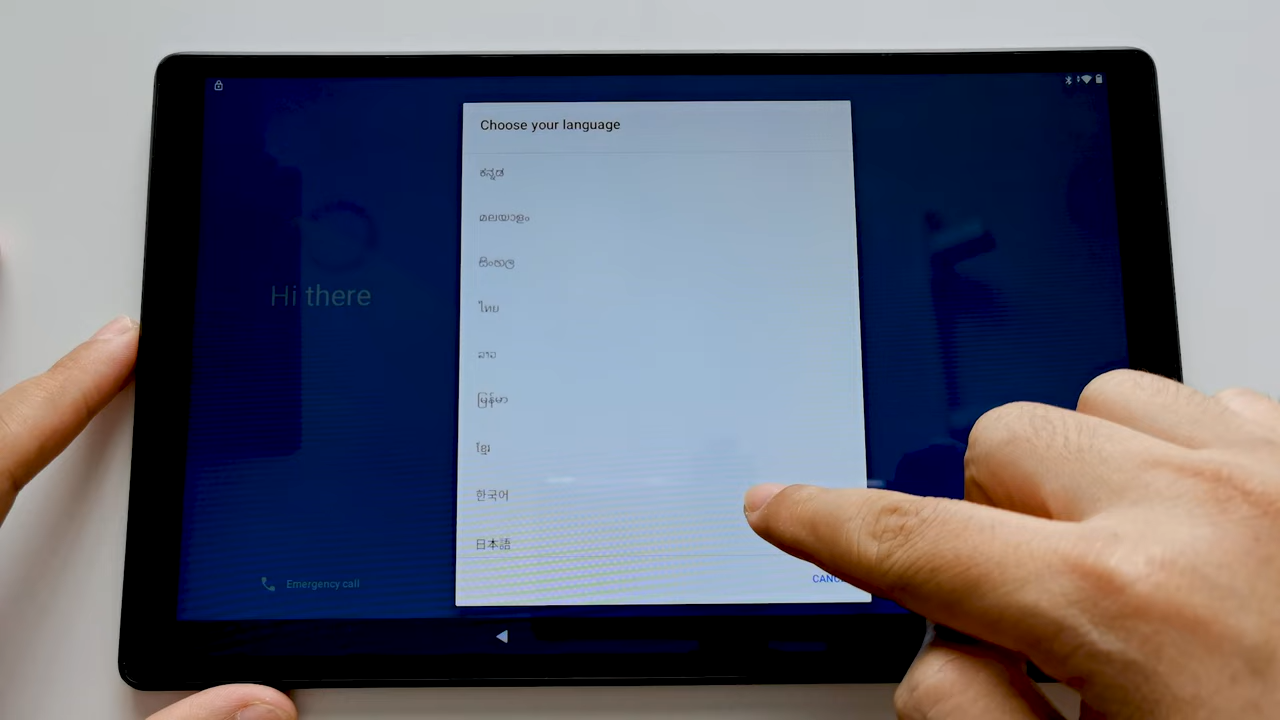 Choose your language
ಕನ್ನಡ
മലയാളം
සිංහල
ไทย
ລາວ
မြန်မာ
ខ្មែរ
한국어
日本語
Hi there
Emergency call